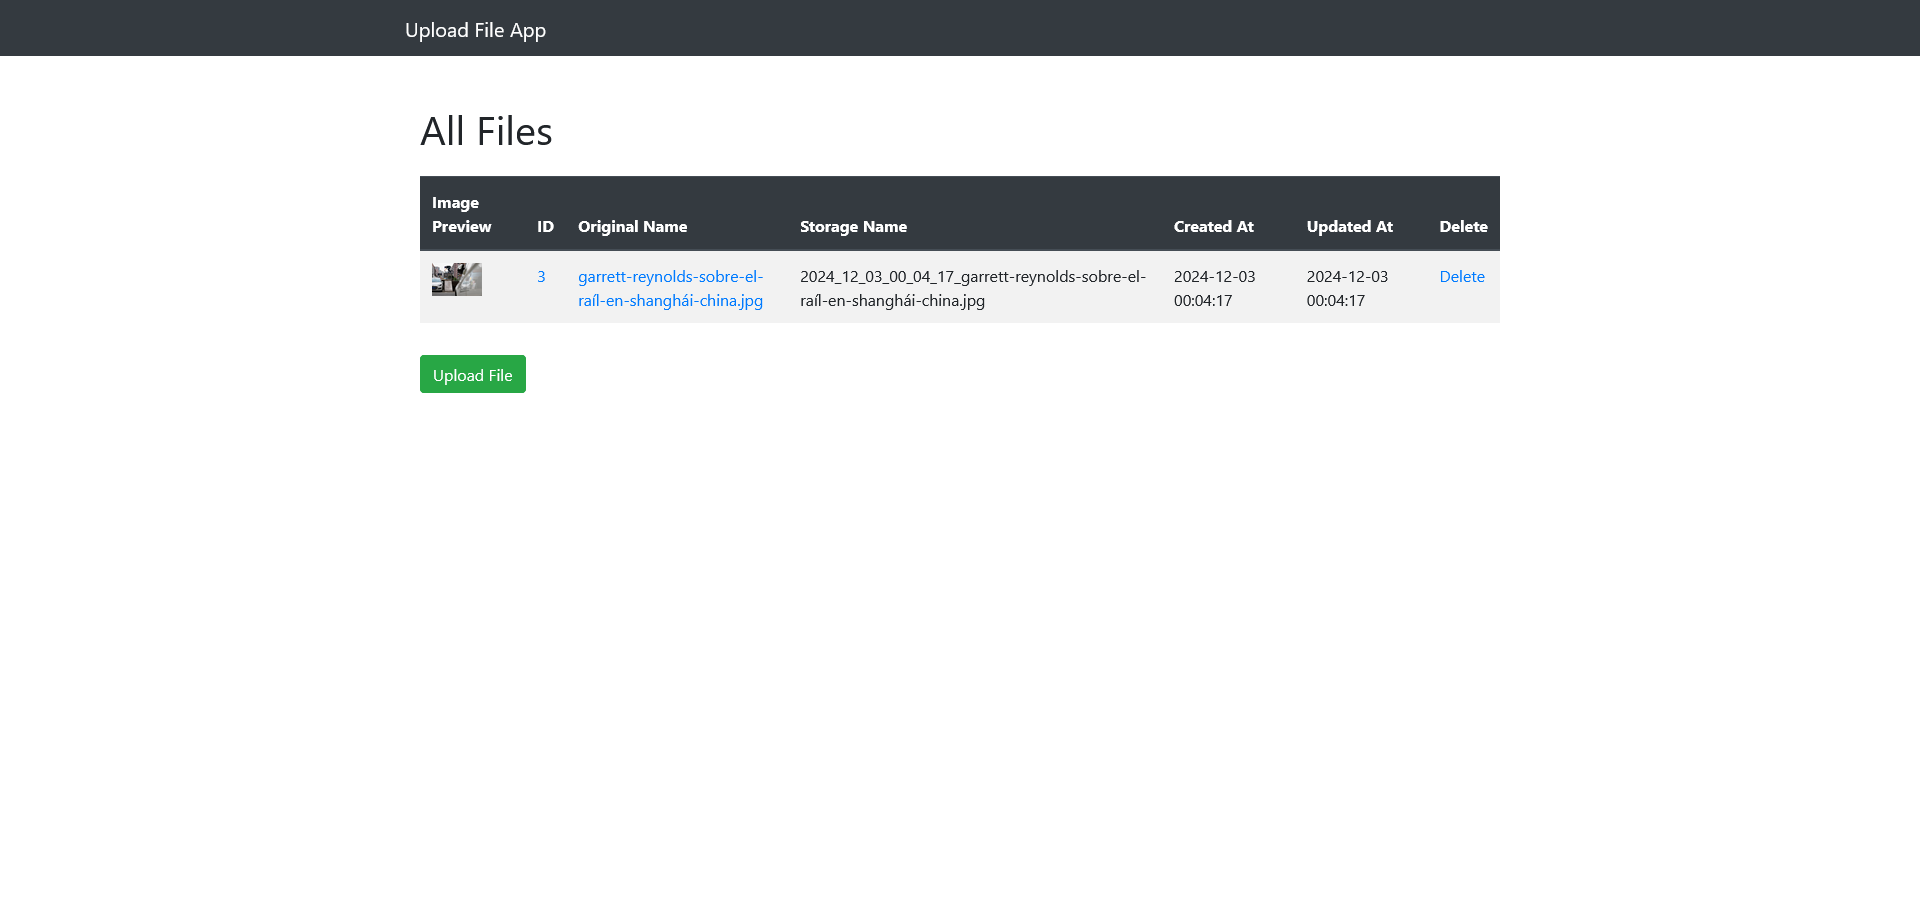 Upload File App
All Files
Image
Preview ID Original Name Storage Name Created At Updated At Delete
3 garrett-reynolds-sobre-el- 2024_12_03_00_04_17_garrett-reynolds-sobre-el- 2024-12-03 2024-12-03 Delete
raíl-en-shanghái-china.jpg raíl-en-shanghái-china.jpg 00:04:17 00:04:17
Upload File